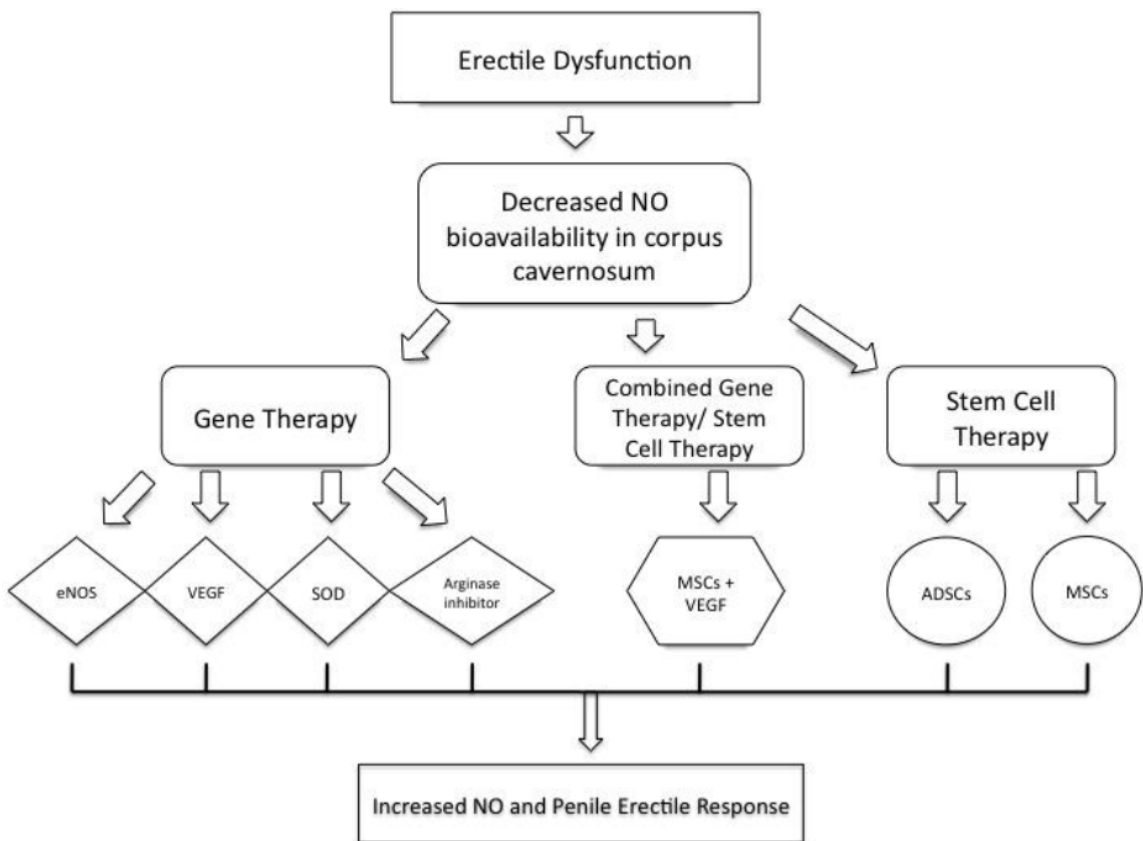 Erectile Dysfunction
Decreased NO
bioavailability in corpus
cavernosum
Gene Therapy
Combined Gene
Therapy/ Stem
Cell Therapy
Stem Cell
Therapy
eNOS
VEGF
SOD
Arginase
inhibitor
MSCs +
VEGF
ADSCs
MSCs
Increased NO and Penile Erectile Response